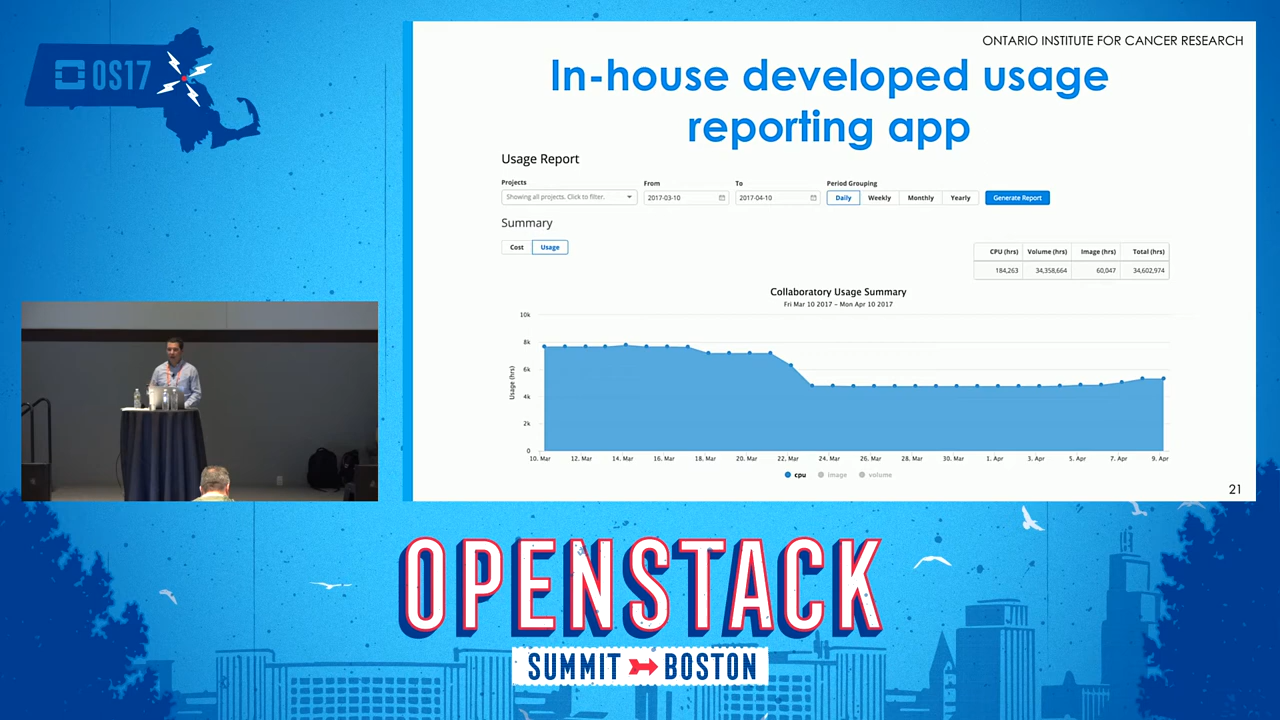 OS17
ONTARIO INSTITUTE FOR CANCER RESEARCH
In-house developed usage
reporting app
Usage Report
Projects
From
To
Period Grouping
Showing all projects. Click to filter.
2017-03-10
2017-04-10
Daily
Weekly
Monthly
Yearly
Generate Report
Summary
Cost
Usage
CPU (hrs) Volume (hrs) Image (hrs) Total (hrs)
184,263 34,358,664 60,047 34,602,974
Collaboratory Usage Summary
Fri Mar 10 2017 – Mon Apr 10 2017
Usage (hrs)
10k
8k
6k
4k
2k
0
10. Mar 12. Mar 14. Mar 16. Mar 18. Mar 20. Mar 22. Mar 24. Mar 26. Mar 28. Mar 30. Mar 1. Apr 3. Apr 5. Apr 7. Apr 9. Apr
cpu image volume
21
OPENSTACK
SUMMIT BOSTON